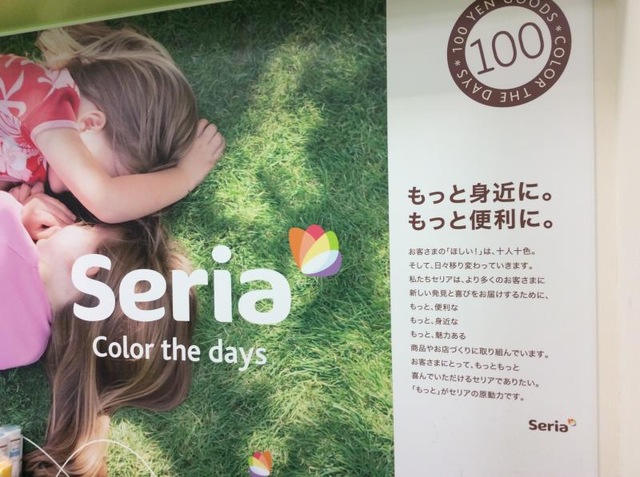 100 YEN GOODS * COLOR THE DAYS *
100
Seria
Color the days
もっと身近に。
もっと便利に。
お客さまの「ほしい！」は、十人十色。
そして、日々移り変わっていきます。
私たちセリアは、より多くのお客さまに
新しい発見と喜びをお届けするために、
もっと、便利な
もっと、身近な
もっと、魅力ある
商品やお店づくりに取り組んでいます。
お客さまにとって、もっともっと
喜んでいただけるセリアでありたい。
「もっと」がセリアの原動力です。
Seria